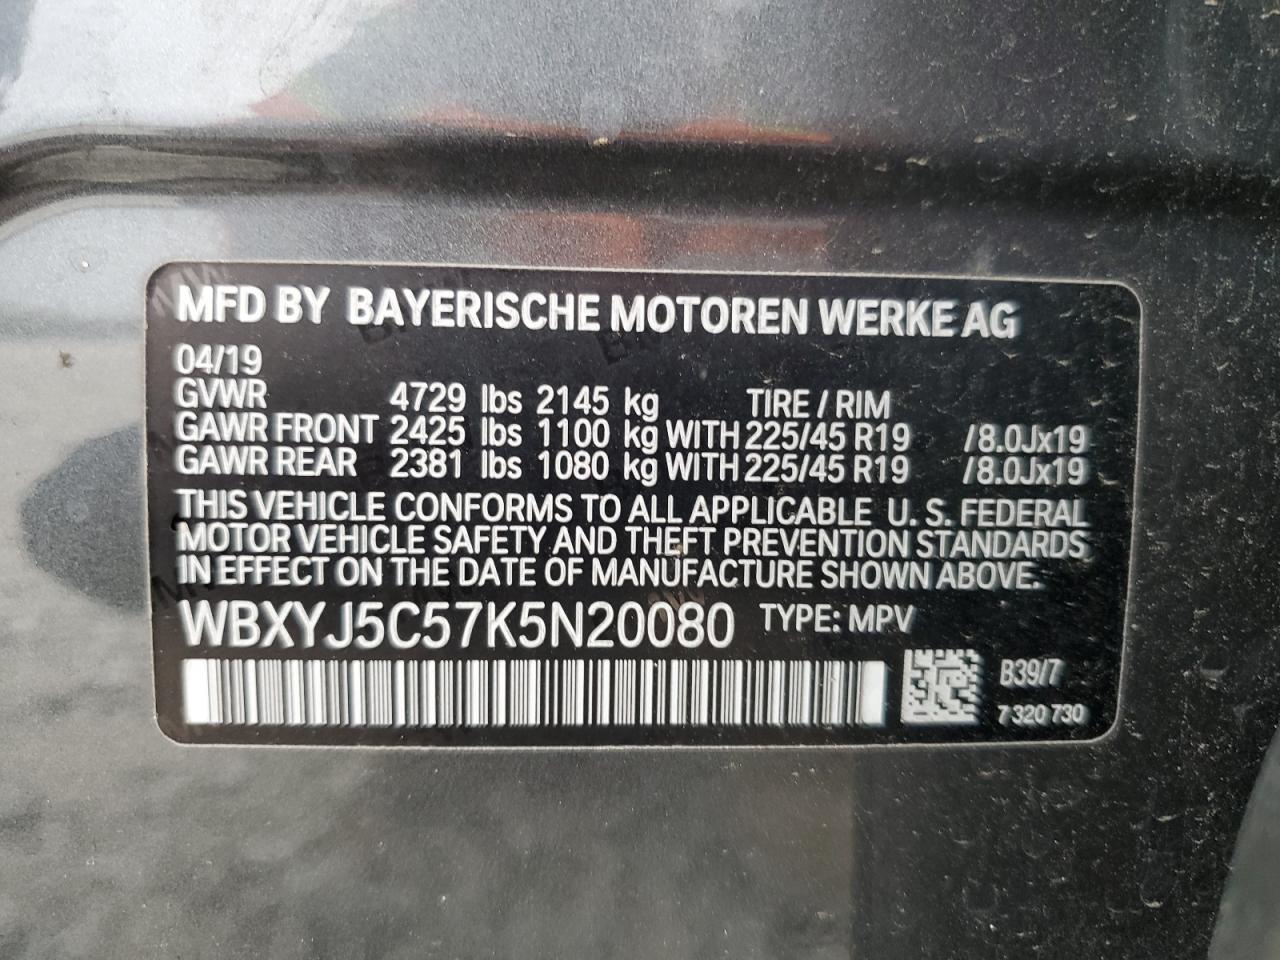 MFD BY BAYERISCHE MOTOREN WERKE AG
04/19
GVWR 4729 lbs 2145 kg TIRE / RIM
GAWR FRONT 2425 lbs 1100 kg WITH 225/45 R19 /8.0Jx19
GAWR REAR 2381 lbs 1080 kg WITH 225/45 R19 /8.0Jx19
THIS VEHICLE CONFORMS TO ALL APPLICABLE U. S. FEDERAL
MOTOR VEHICLE SAFETY AND THEFT PREVENTION STANDARDS
IN EFFECT ON THE DATE OF MANUFACTURE SHOWN ABOVE.
WBXYJ5C57K5N20080 TYPE: MPV
B39/7
7 320 730